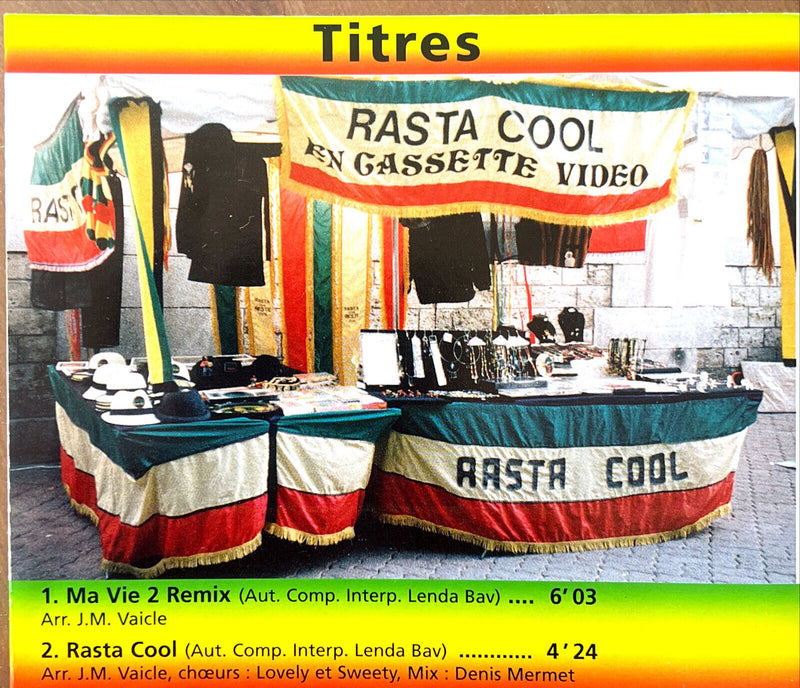 Titres
RASTA COOL
EN CASSETTE VIDEO
RAST
RASTA COOL
1. Ma Vie 2 Remix (Aut. Comp. Interp. Lenda Bav) .... 6'03
Arr. J.M. Vaicle
2. Rasta Cool (Aut. Comp. Interp. Lenda Bav) ............ 4'24
Arr. J.M. Vaicle, chœurs : Lovely et Sweety, Mix : Denis Mermet